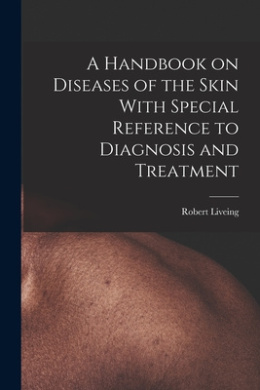 A Handbook on
Diseases of the Skin
With Special
Reference to
Diagnosis and
Treatment
Robert Liveing